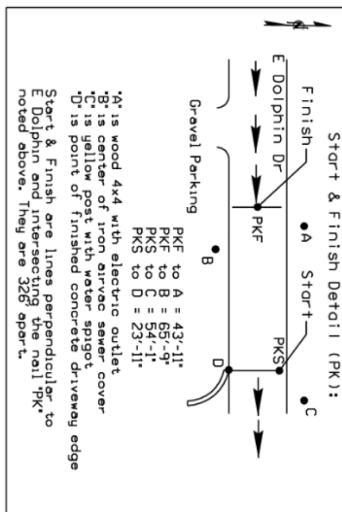 Start & Finish Detail (PK):
Finish
A
Start
C
E Dolphin Dr
PKF
PKS
B
D
Gravel Parking
PKF to A = 43'-11"
PKF to B = 65'-9"
PKS to C = 54'-1"
PKS to D = 23'-11"
"A" is wood 4x4 with electric outlet
"B" is center of iron airvac sewer cover
"C" is yellow post with water spigot
"D" is point of finished concrete driveway edge
Start & Finish are lines perpendicular to
E Dolphin and intersecting the nail "PK"
noted above. They are 326' apart.